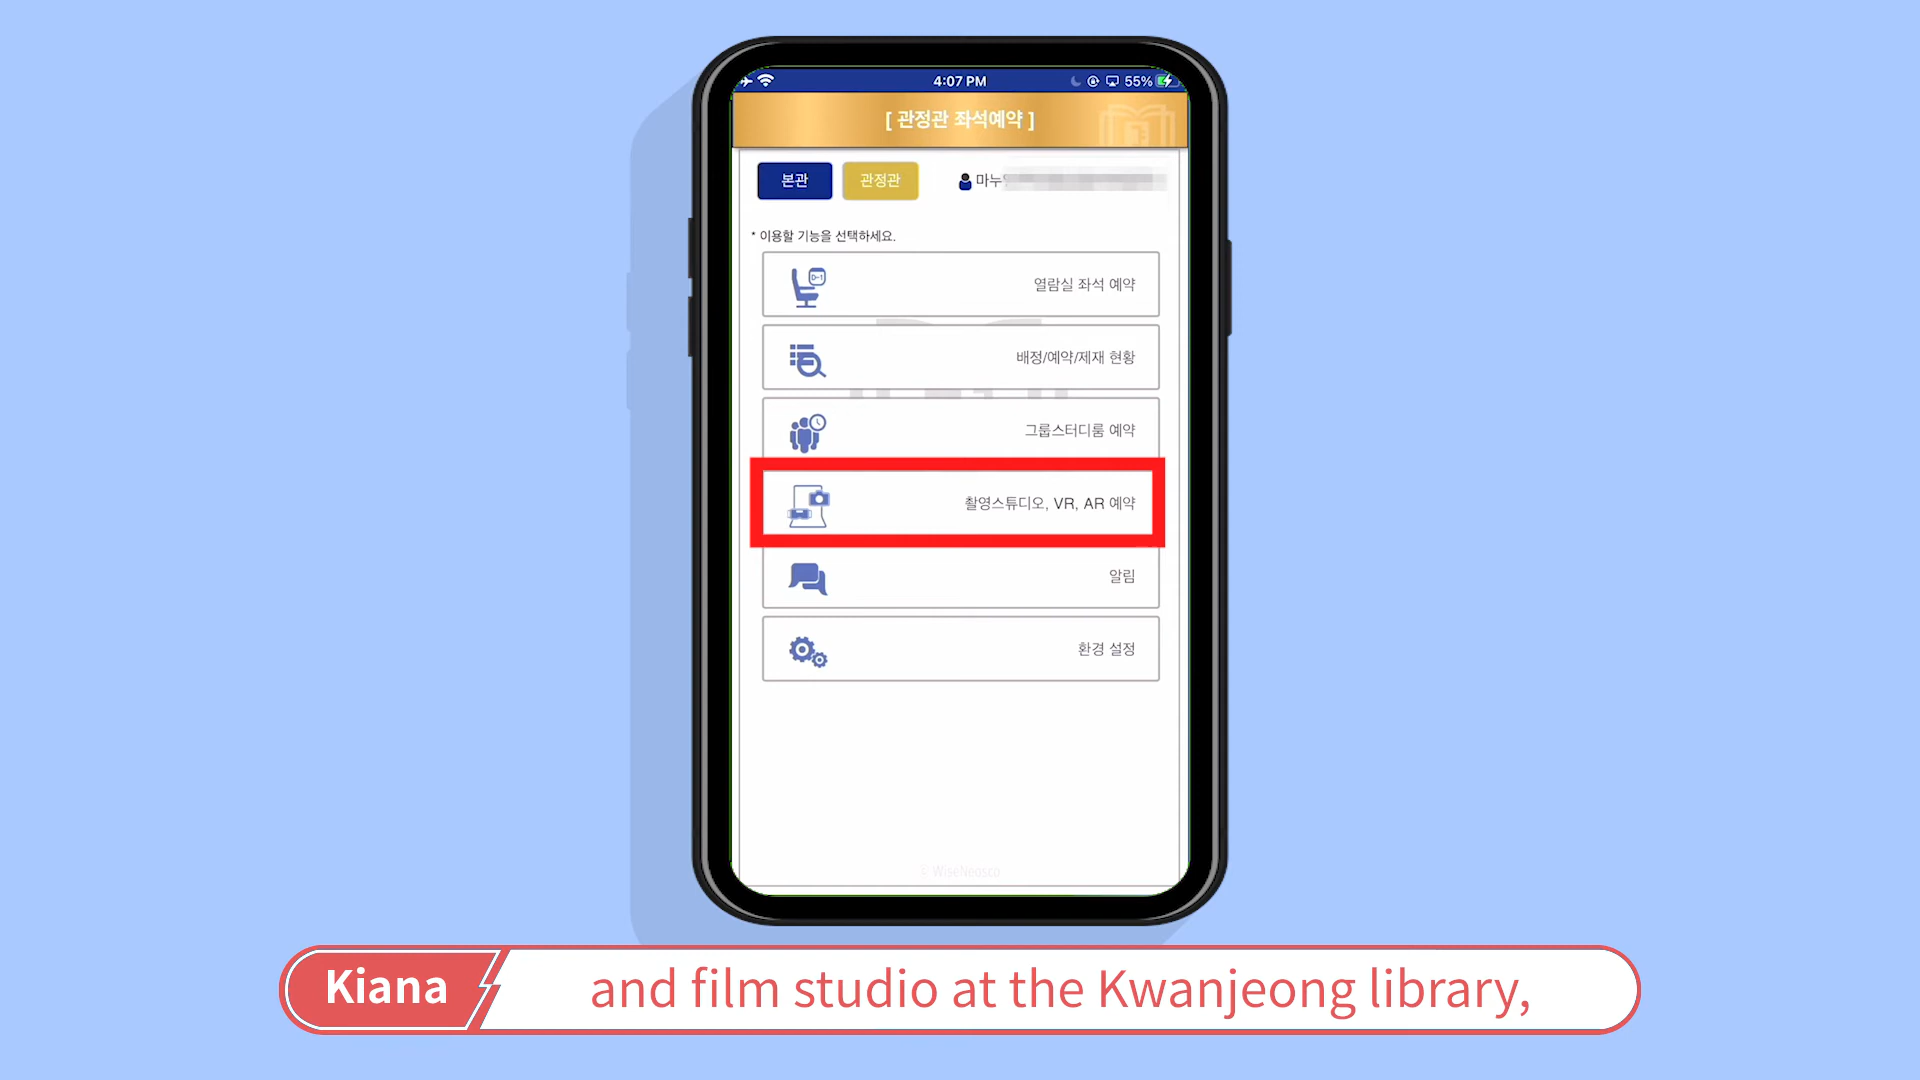 4:07 PM
55%
[ 관정관 좌석예약 ]
본관
관정관
마누
* 이용할 기능을 선택하세요.
D-1
열람실 좌석 예약
배정/예약/제재 현황
그룹스터디룸 예약
촬영스튜디오, VR, AR 예약
알림
환경 설정
© WiseNeosco
Kiana
and film studio at the Kwanjeong library,